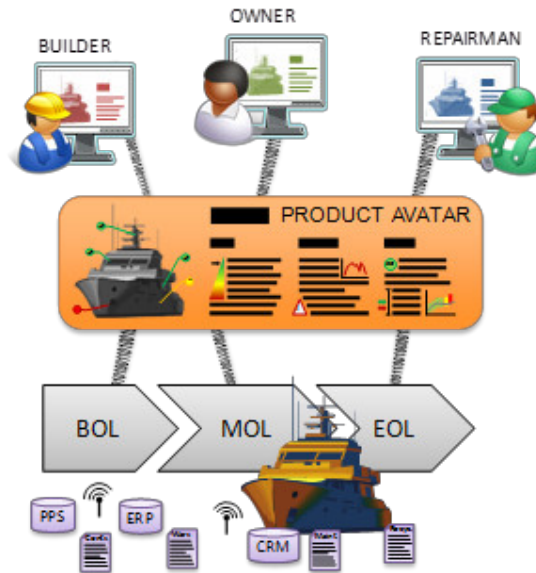 OWNER
BUILDER
REPAIRMAN
PRODUCT AVATAR
BOL
MOL
EOL
PPS
ERP
CRM